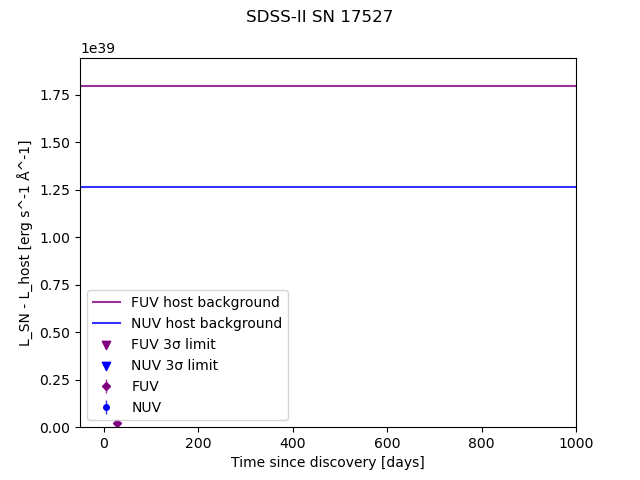 SDSS-II SN 17527
1e39
1.75
1.50
1.25
1.00
0.75
0.50
0.25
0.00
L_SN - L_host [erg s^-1 Å^-1]
FUV host background
NUV host background
FUV 3σ limit
NUV 3σ limit
FUV
NUV
0 200 400 600 800 1000
Time since discovery [days]